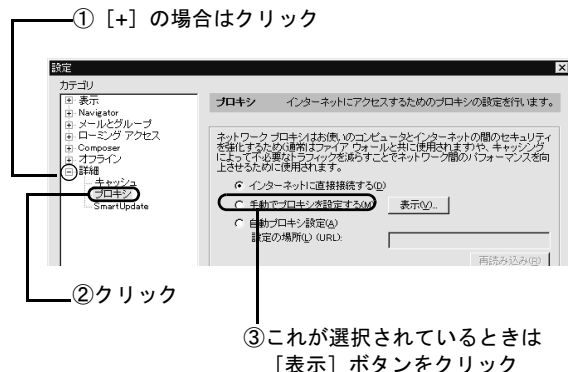 ①［+］の場合はクリック
設定
カテゴリ
表示
Navigator
メールとグループ
ローミング アクセス
Composer
オフライン
詳細
キャッシュ
プロキシ
SmartUpdate
プロキシ インターネットにアクセスするためのプロキシの設定を行います。
ネットワーク プロキシはお使いのコンピュータとインターネットの間のセキュリティ
を強化するため(通常はファイア ウォールと共に使用されます)や、キャッシング
によって不必要なトラフィックを減らすことでネットワーク間のパフォーマンスを向
上させるために使用されます。
インターネットに直接接続する(D)
手動でプロキシを設定する(M) 表示(V)...
自動プロキシ設定(A)
設定の場所(L) (URL):
再読み込み(R)
②クリック
③これが選択されているときは
［表示］ボタンをクリック